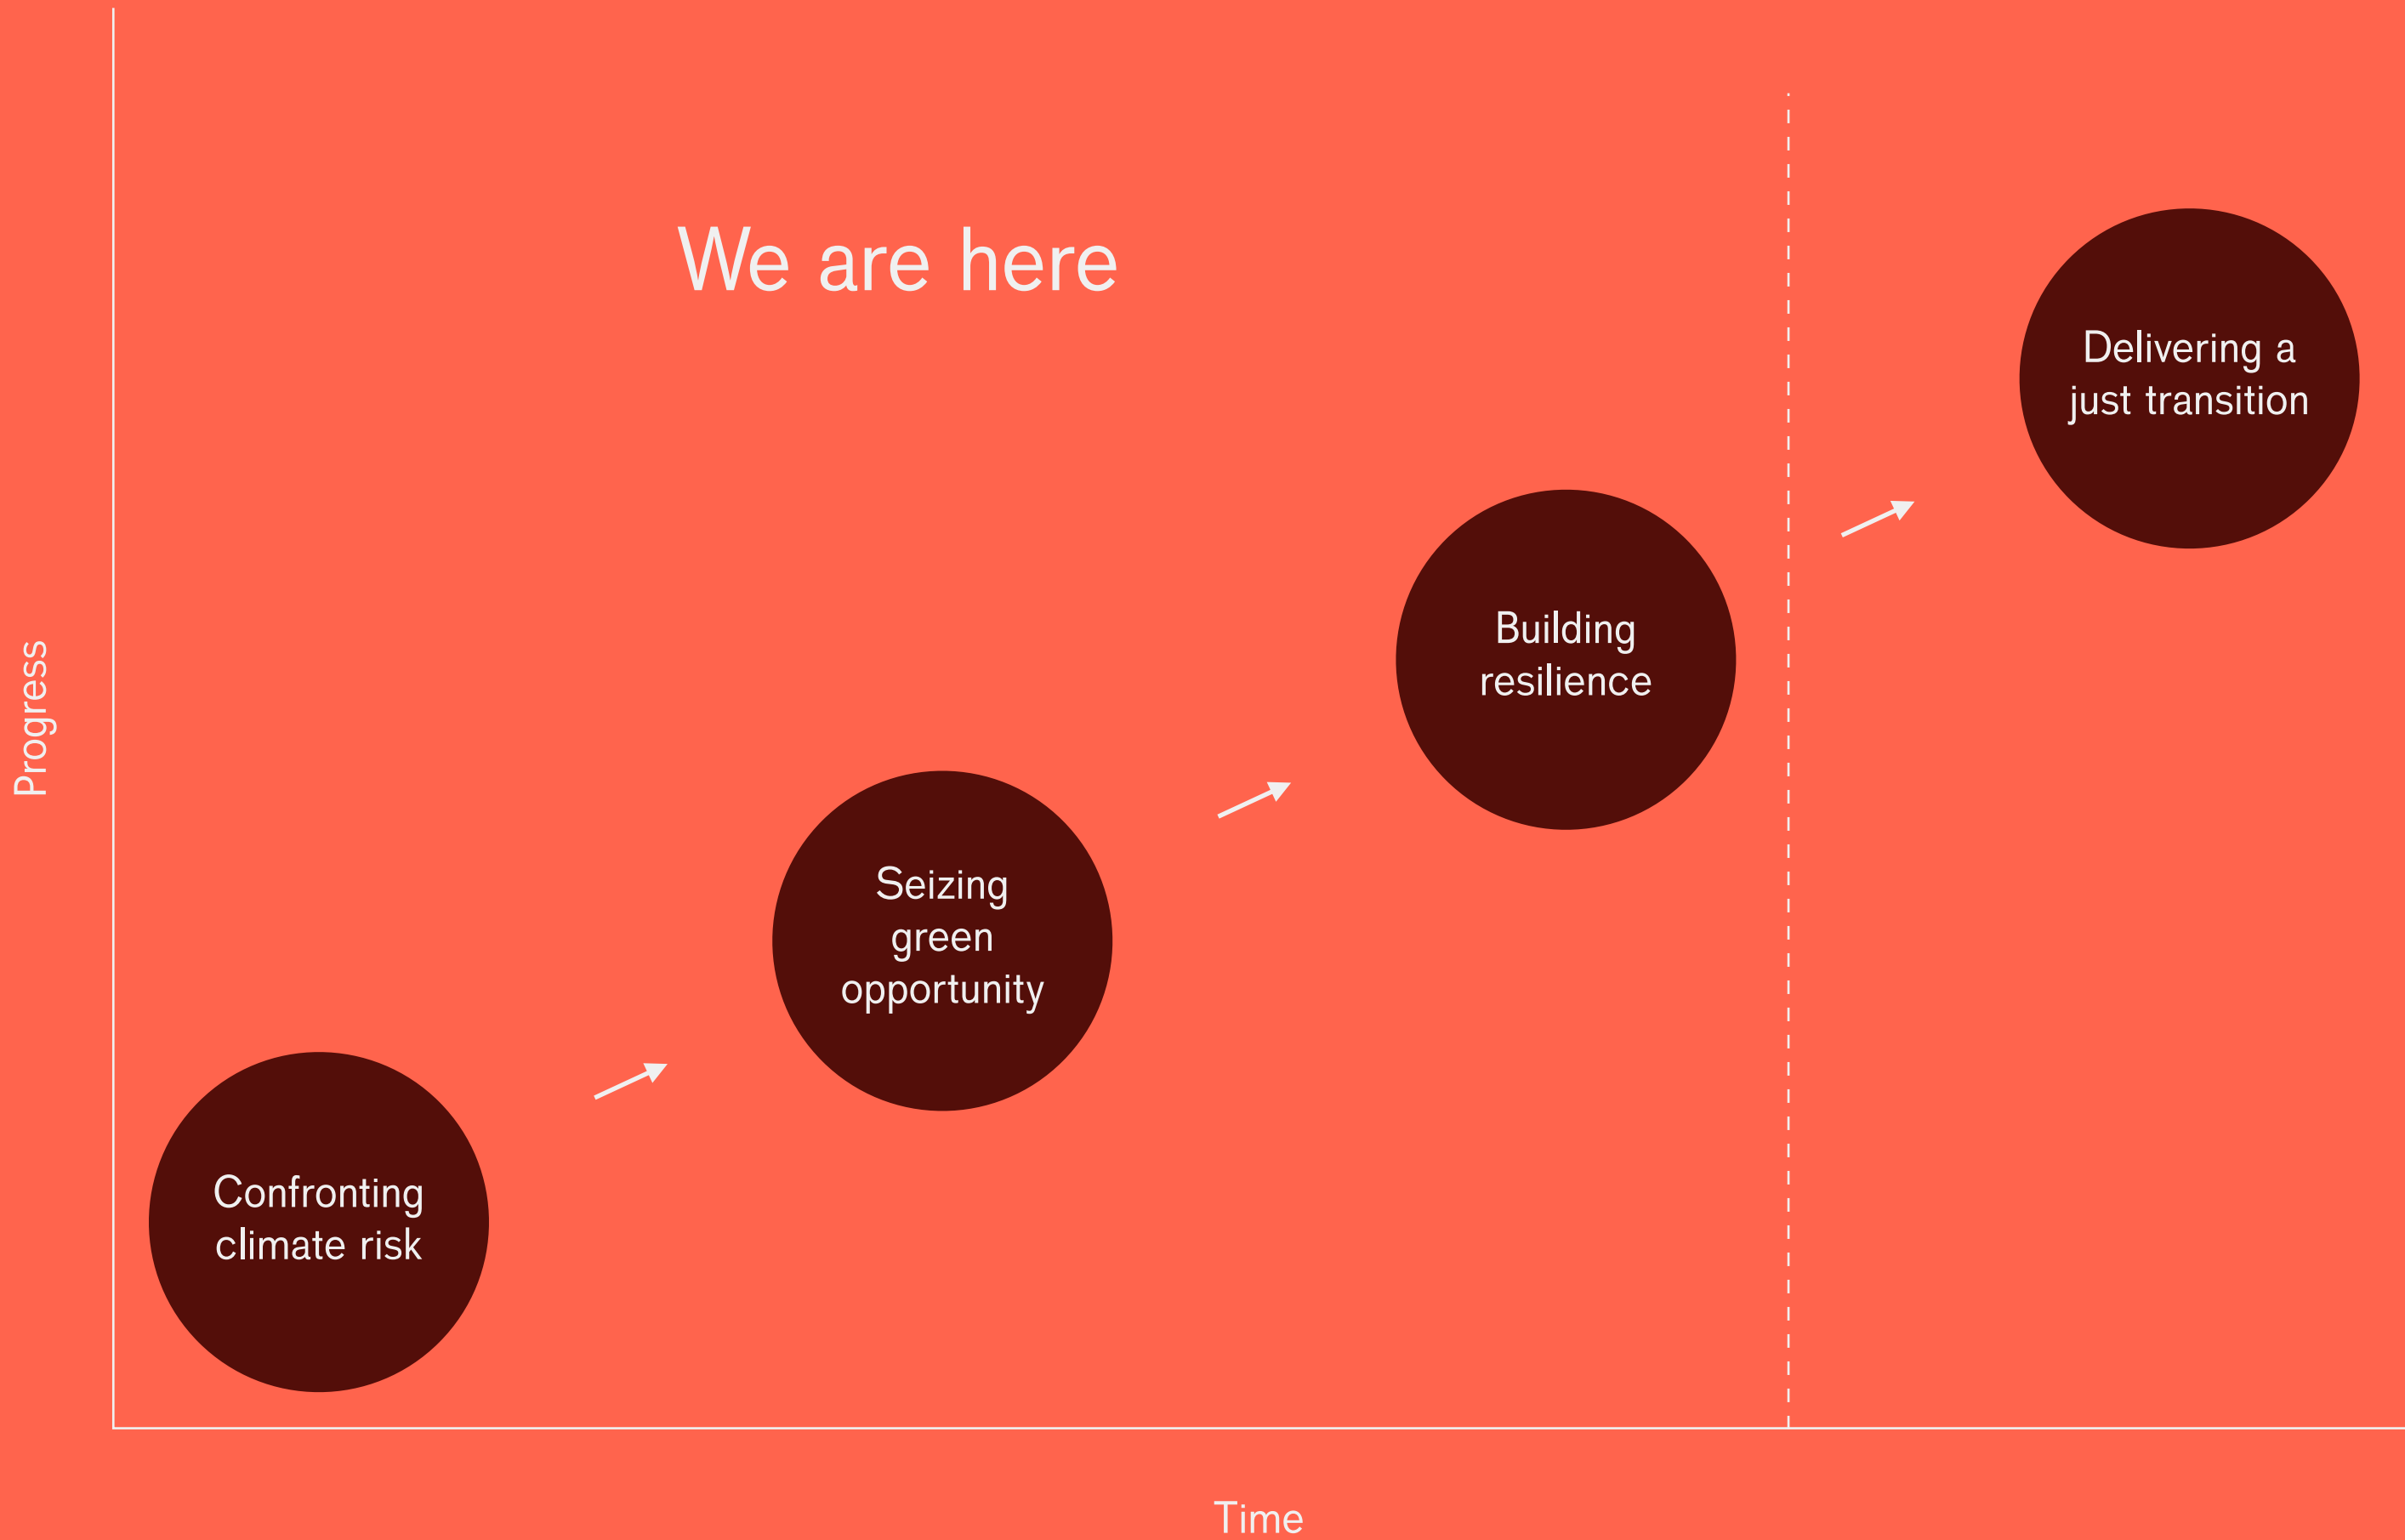 We are here
Delivering a
just transition
Building
resilience
Progress
Seizing
green
opportunity
Confronting
climate risk
Time